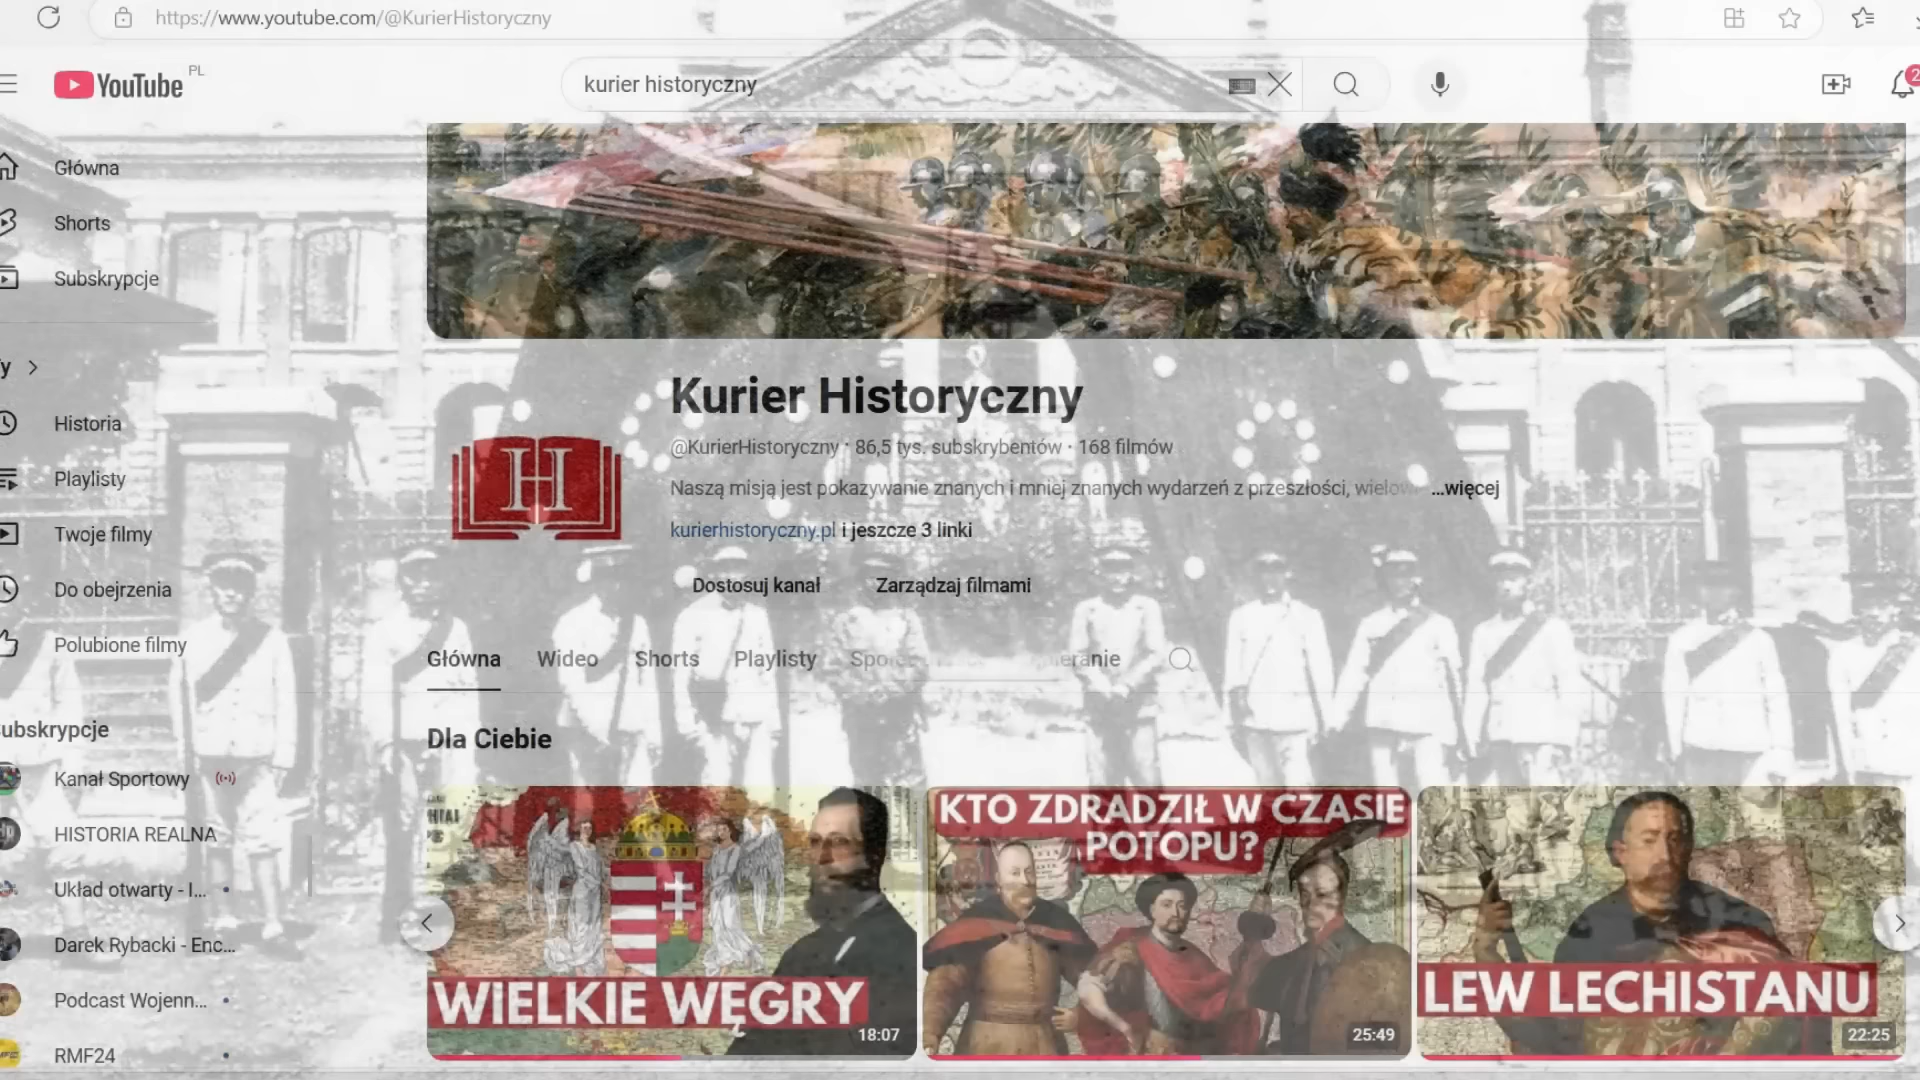 https://www.youtube.com/@KurierHistoryczny
YouTube PL
kurier historyczny
2
Główna
Shorts
Subskrypcje
Historia
Playlisty
Twoje filmy
Do obejrzenia
Polubione filmy
ubskrypcje
Kanał Sportowy
HISTORIA REALNA
Układ otwarty - I...
Darek Rybacki - Enc...
Podcast Wojenn...
RMF24
Kurier Historyczny
@KurierHistoryczny · 86,5 tys. subskrybentów · 168 filmów
Naszą misją jest pokazywanie znanych i mniej znanych wydarzeń z przeszłości, wielow ...więcej
kurierhistoryczny.pl i jeszcze 3 linki
Dostosuj kanał Zarządzaj filmami
Główna Wideo Shorts Playlisty
Dla Ciebie
WIELKIE WĘGRY
18:07
KTO ZDRADZIŁ W CZASIE
POTOPU?
25:49
LEW LECHISTANU
22:25